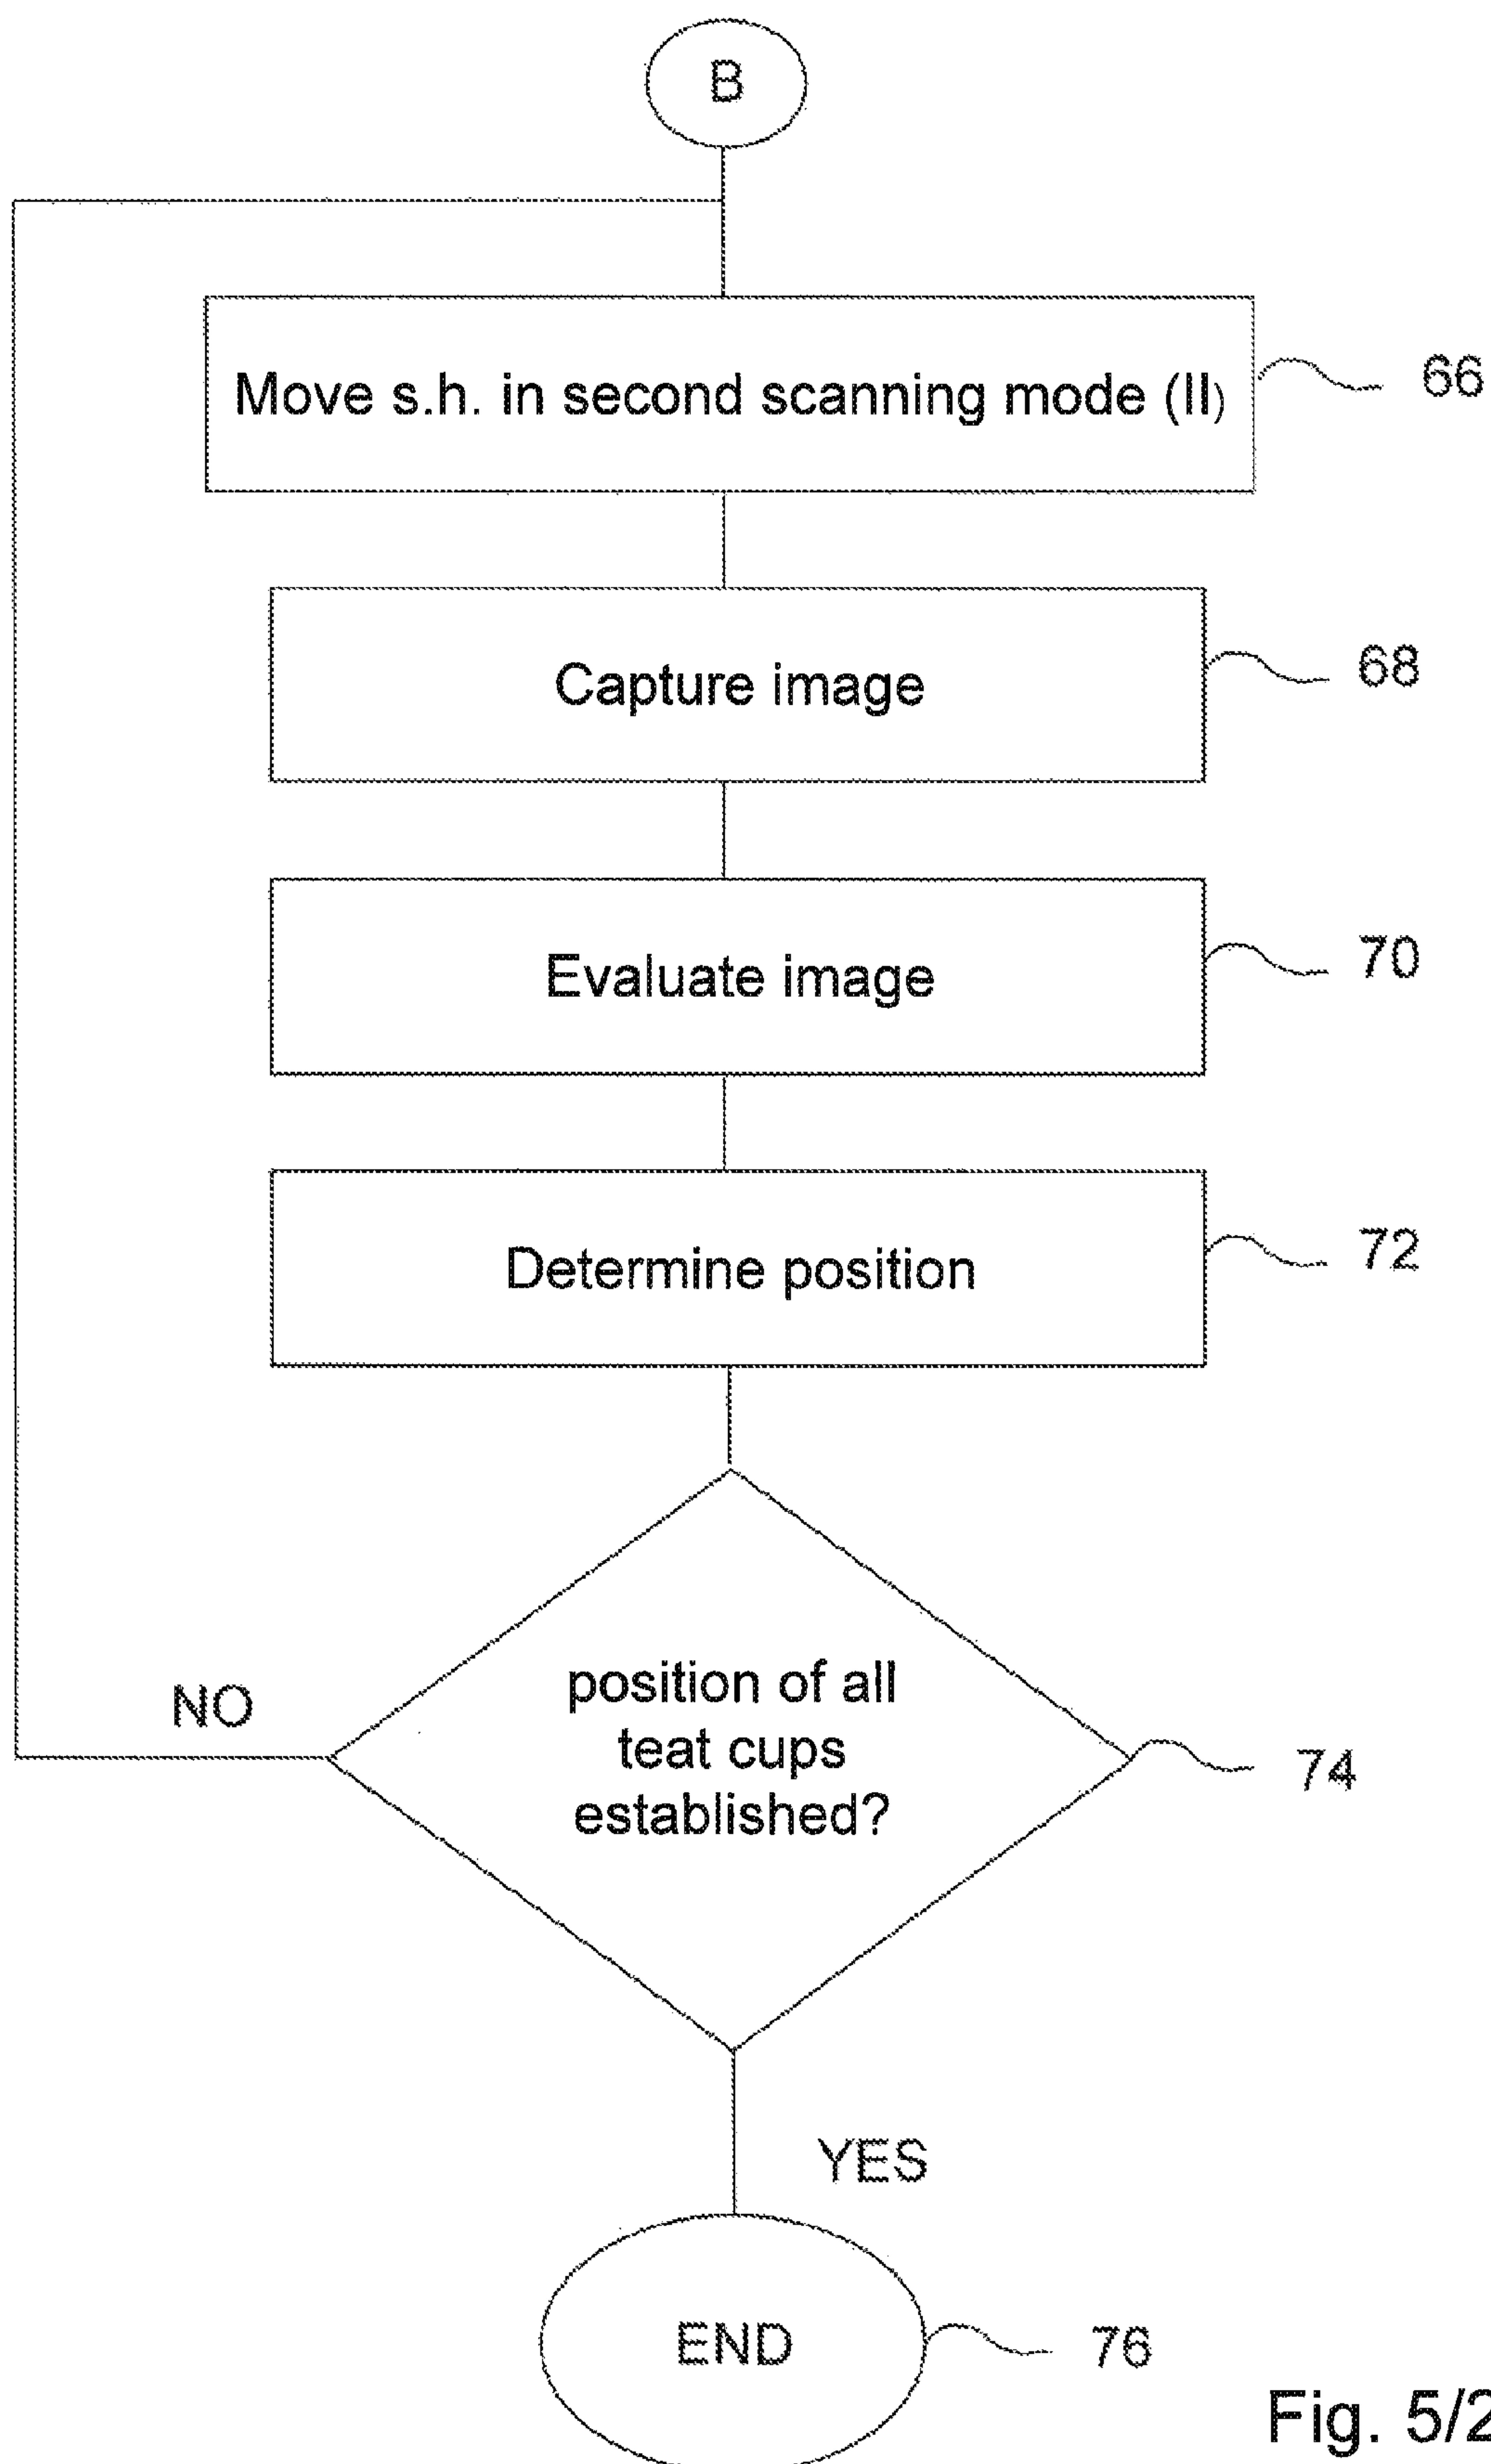 B
Move s.h. in second scanning mode (II)
66
Capture image
68
Evaluate image
70
Determine position
72
position of all
teat cups
established?
74
NO
YES
END
76
Fig. 5/2